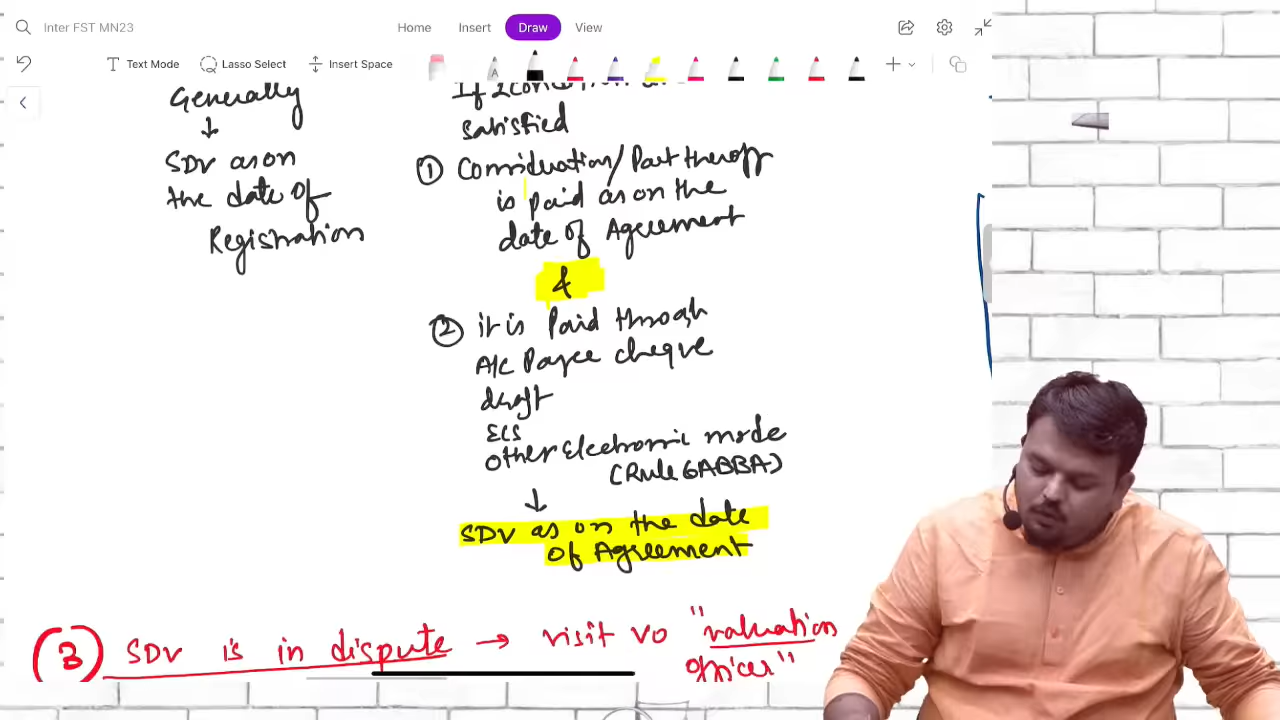 Inter FST MN23
Home
Insert
Draw
View
Text Mode
Lasso Select
Insert Space
Generally
↓
SDV as on
the date of
Registration
satisfied
① Consideration/Part theroff
is paid as on the
date of Agreement
&
② it is Paid through
A/c Payee cheque
draft
ECS
Other Electronic mode
(Rule 6ABBA)
↓
SDV as on the date
Of Agreement
(3) SDV is in dispute → visit VO "valuation
officer"